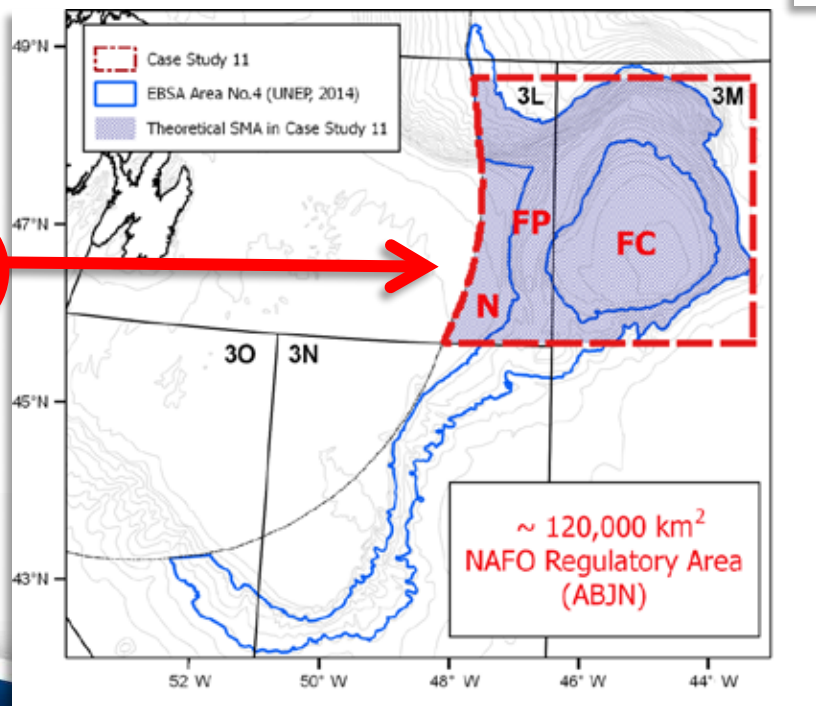 49°N
Case Study 11
EBSA Area No.4 (UNEP, 2014)
Theoretical SMA in Case Study 11
3L
3M
47°N
FP
FC
N
3O
3N
45°N
~ 120,000 km²
NAFO Regulatory Area
(ABJN)
43°N
52 W
50° W
48° W
46° W
44° W